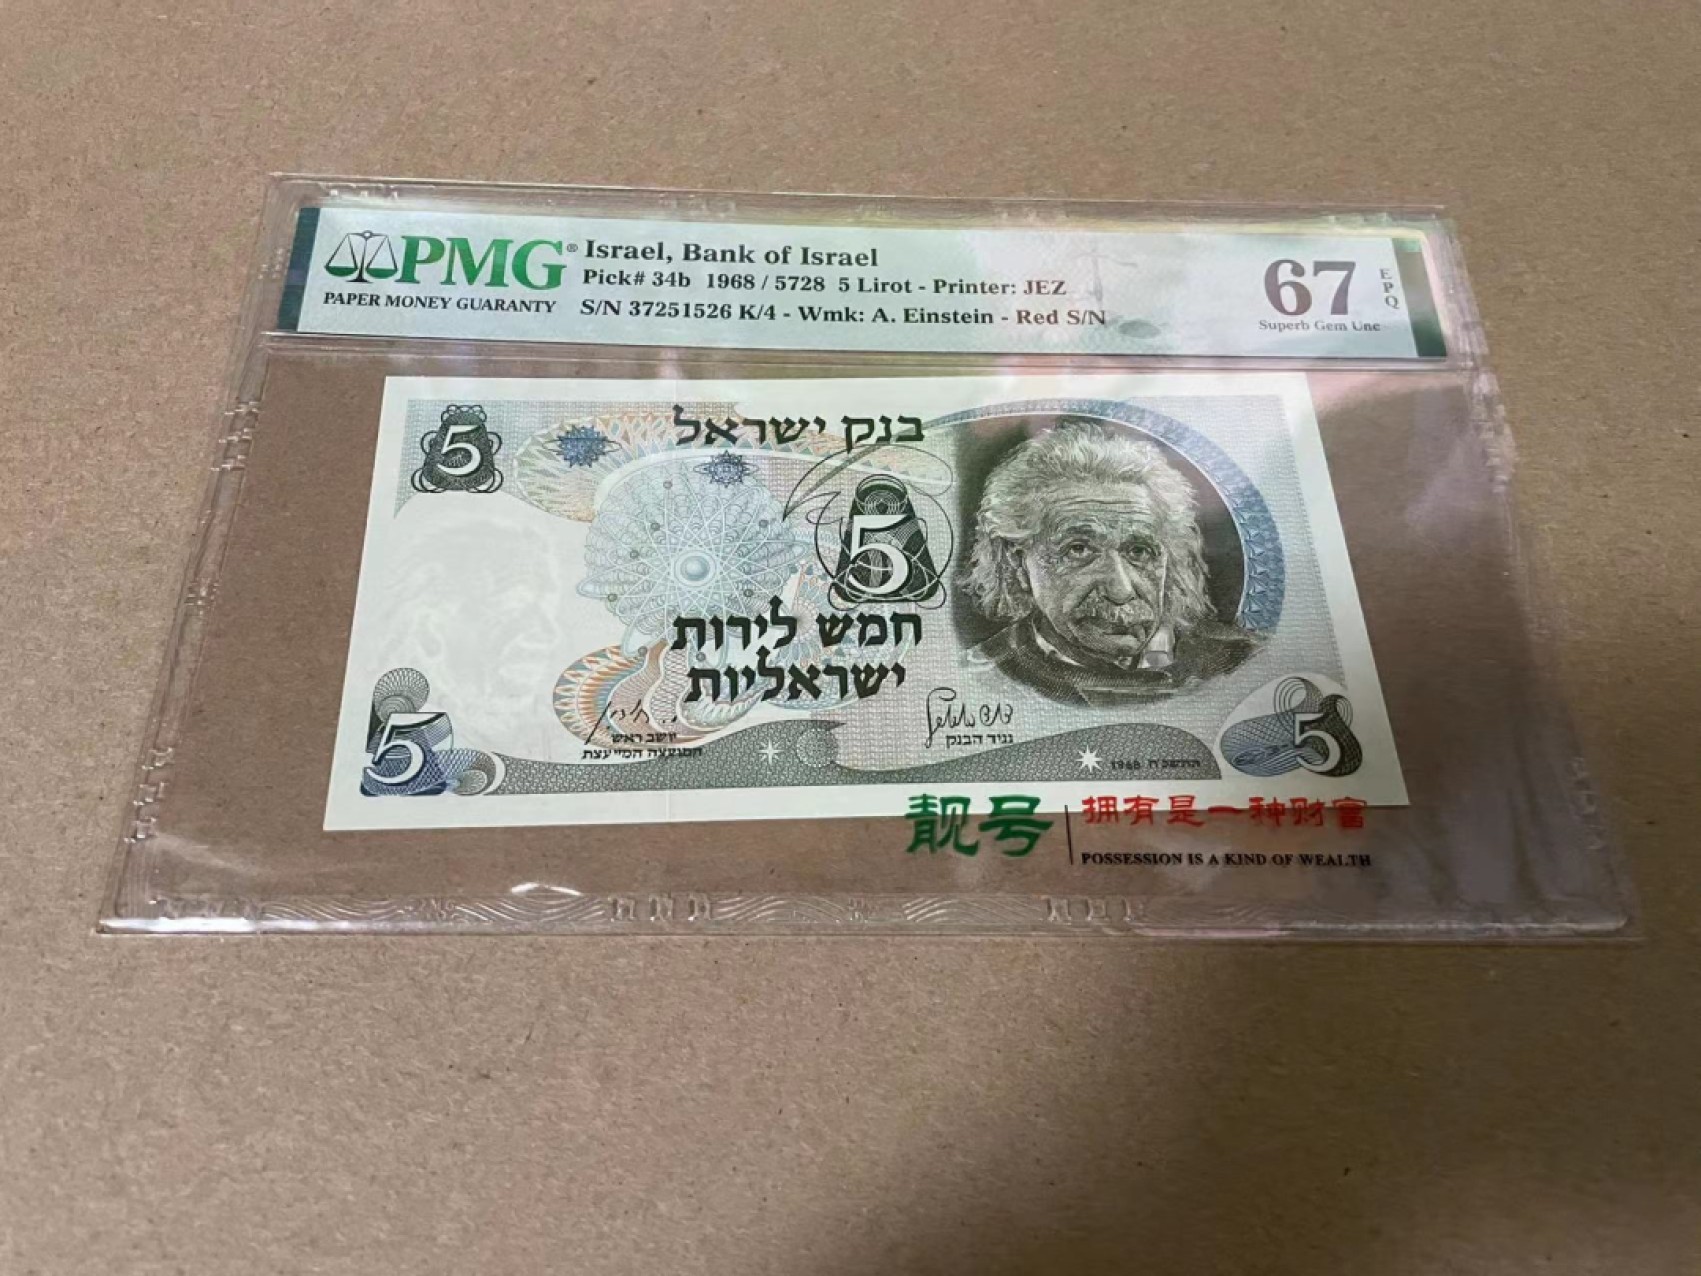 PMG®
PAPER MONEY GUARANTY
Israel, Bank of Israel
Pick# 34b 1968 / 5728 5 Lirot - Printer: JEZ
S/N 37251526 K/4 - Wmk: A. Einstein - Red S/N
67
EPQ
Superb Gem Unc
5
בנק ישראל
5
חמש לירות
ישראליות
יושב ראש
המועצה המייעצת
נגיד הבנק
1968 התשכ"ח
5
5
靓号
拥有是一种财富
POSSESSION IS A KIND OF WEALTH